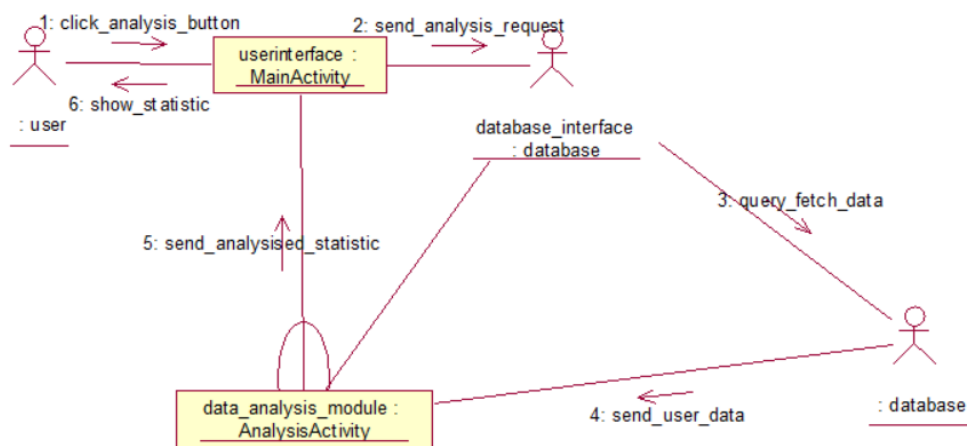 1: click_analysis_button
2: send_analysis_request
userinterface :
MainActivity
6: show_statistic
: user
database_interface
: database
3: query_fetch_data
5: send_analysised_statistic
data_analysis_module :
AnalysisActivity
4: send_user_data
: database